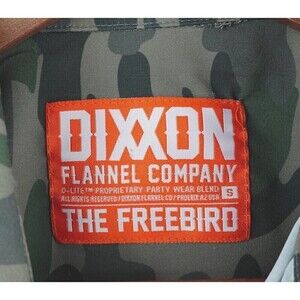 DIXXON
FLANNEL COMPANY
D-LITE™ PROPRIETARY PARTY WEAR BLEND
ALL RIGHTS RESERVED / DIXXON FLANNEL CO / PHOENIX AZ USA
S
THE FREEBIRD